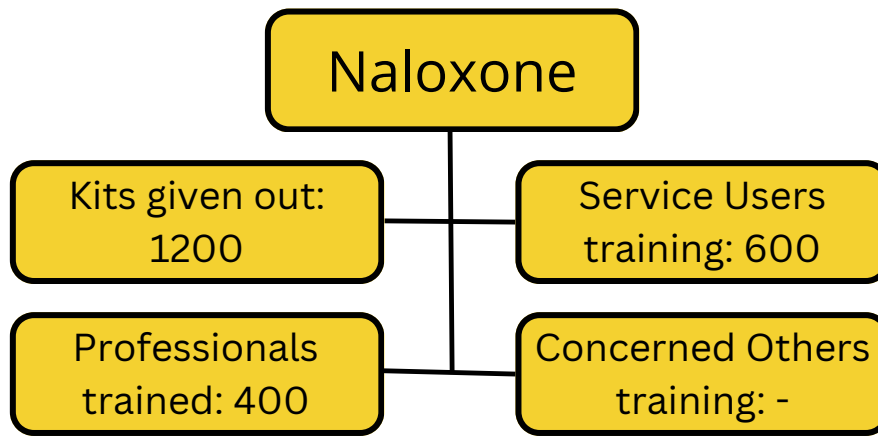 Naloxone
Kits given out:
1200
Service Users
training: 600
Professionals
trained: 400
Concerned Others
training: -